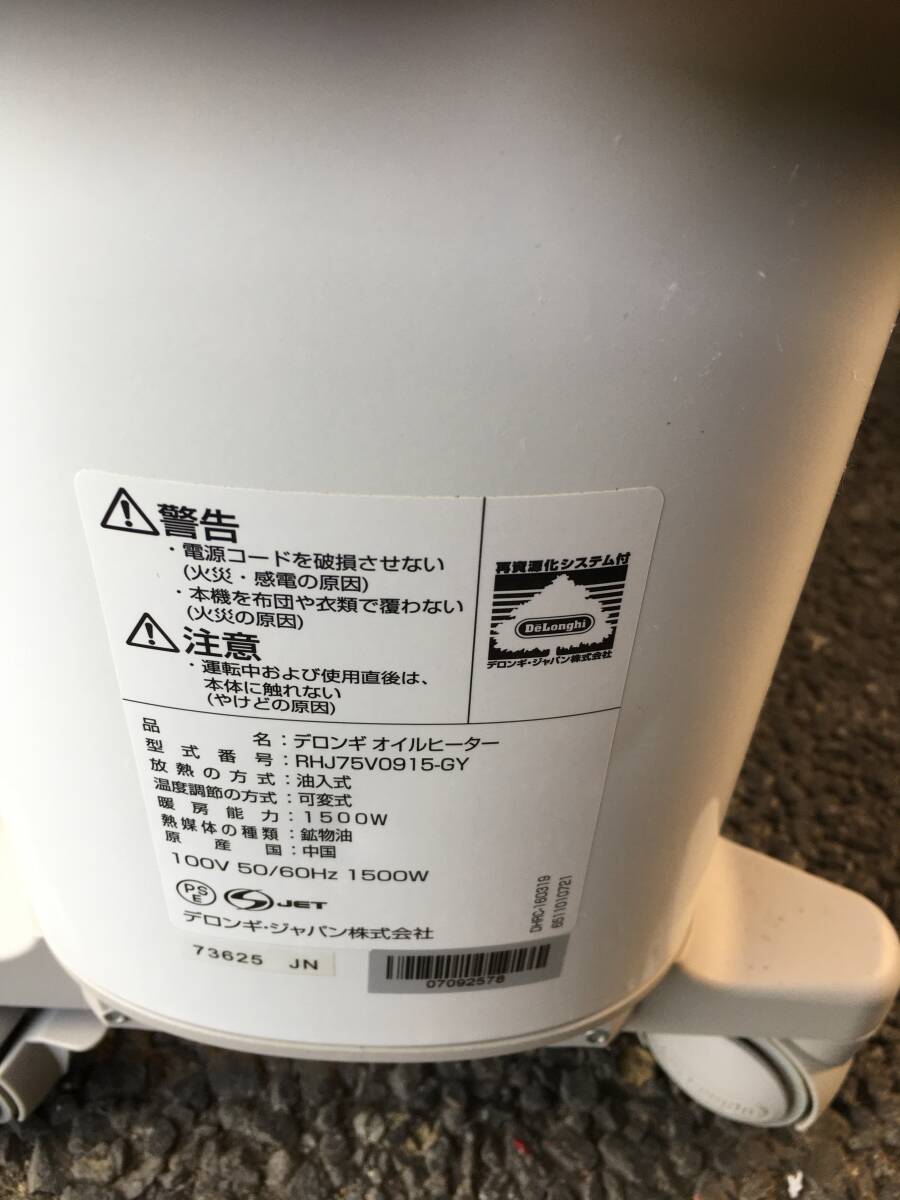 警告
・電源コードを破損させない
(火災・感電の原因)
・本機を布団や衣類で覆わない
(火災の原因)
注意
・運転中および使用直後は、
本体に触れない
(やけどの原因)
再資源化システム付
DeLonghi
デロンギ・ジャパン株式会社
品名：デロンギ オイルヒーター
型式番号：RHJ75V0915-GY
放熱の方式：油入式
温度調節の方式：可変式
暖房能力：1500W
熱媒体の種類：鉱物油
原産国：中国
100V 50/60Hz 1500W
PSE
JET
デロンギ・ジャパン株式会社
DHRC-160319
6511010721
73625 JN
07092578